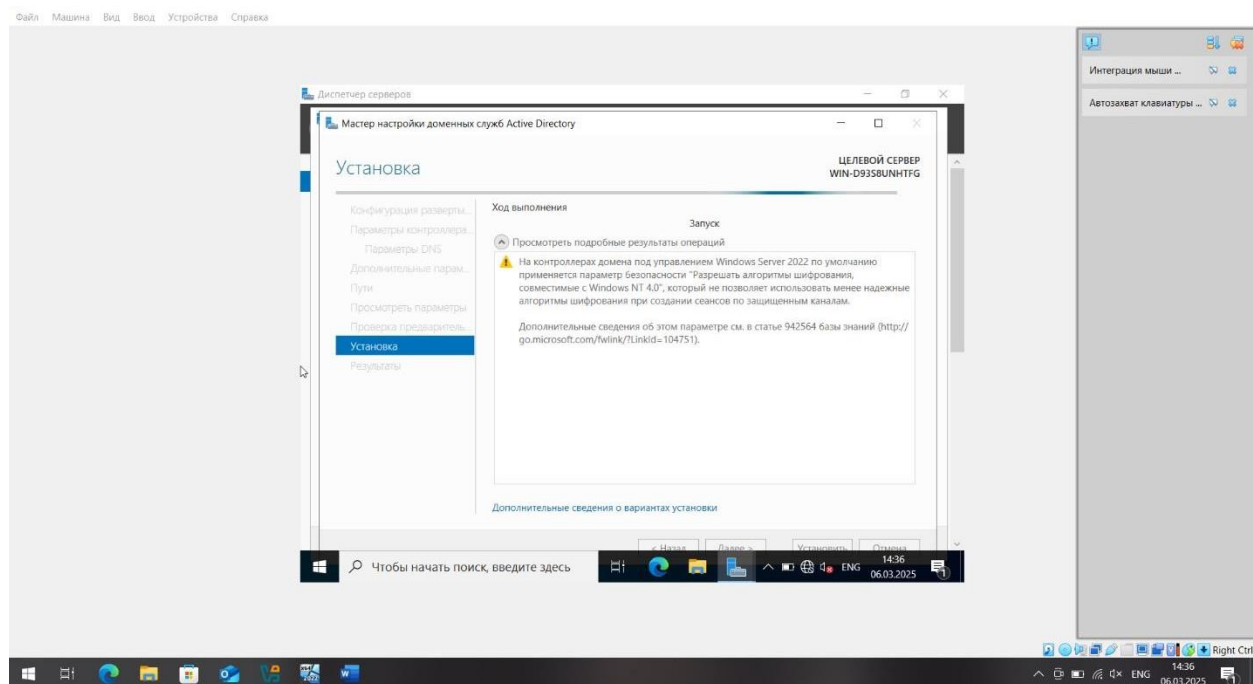 Файл Машина Вид Ввод Устройства Справка
Интеграция мыши ...
Автозахват клавиатуры ...
Диспетчер серверов
Мастер настройки доменных служб Active Directory
Установка
ЦЕЛЕВОЙ СЕРВЕР
WIN-D93S8UNHTFG
Конфигурация разверты...
Параметры контроллера...
Параметры DNS
Дополнительные парам...
Пути
Просмотреть параметры
Проверка предваритель...
Установка
Результаты
Ход выполнения
Запуск
Просмотреть подробные результаты операций
На контроллерах домена под управлением Windows Server 2022 по умолчанию
применяется параметр безопасности "Разрешать алгоритмы шифрования,
совместимые с Windows NT 4.0", который не позволяет использовать менее надежные
алгоритмы шифрования при создании сеансов по защищенным каналам.
Дополнительные сведения об этом параметре см. в статье 942564 базы знаний (http://
go.microsoft.com/fwlink/?LinkId=104751).
Дополнительные сведения о вариантах установки
< Назад Далее > Установить Отмена
Чтобы начать поиск, введите здесь
ENG
14:36
06.03.2025
1
Right Ctrl
ENG
14:36
06.03.2025
1